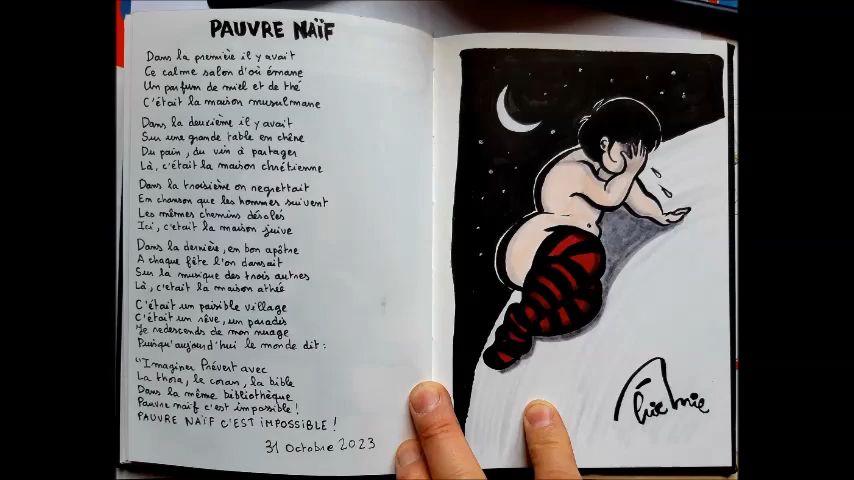 PAUVRE NAÏF
Dans la première il y avait
Ce calme salon d'où émane
Un parfum de miel et de thé
C'était la maison musulmane
Dans la deuxième il y avait
Sur une grande table en chêne
Du pain, du vin à partager
Là, c'était la maison chrétienne
Dans la troisième on regrettait
En chanson que les hommes suivent
Les mêmes chemins désolés
Ici, c'était la maison juive
Dans la dernière, en bon apôtre
A chaque fête l'on dansait
Sur la musique des trois autres
Là, c'était la maison athée
C'était un paisible village
C'était un rêve, un paradis
Je redescends de mon nuage
Puisqu'aujourd'hui le monde dit :
"Imaginer Prévert avec
La thora, le coran, la bible
Dans la même bibliothèque
Pauvre naïf c'est impossible !
PAUVRE NAÏF C'EST IMPOSSIBLE !
31 Octobre 2023